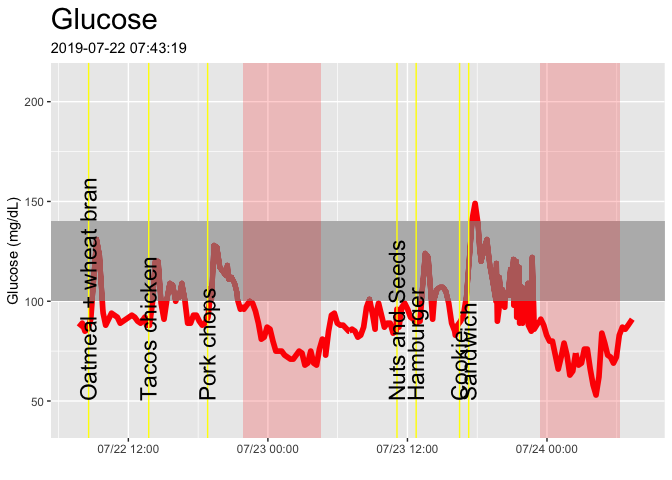 Glucose
2019-07-22 07:43:19
Glucose (mg/dL)
200
150
100
50
Oatmeal + wheat bran
Tacos chicken
Pork chops
Nuts and Seeds
Hamburger
Cookie
Sandwich
07/22 12:00
07/23 00:00
07/23 12:00
07/24 00:00